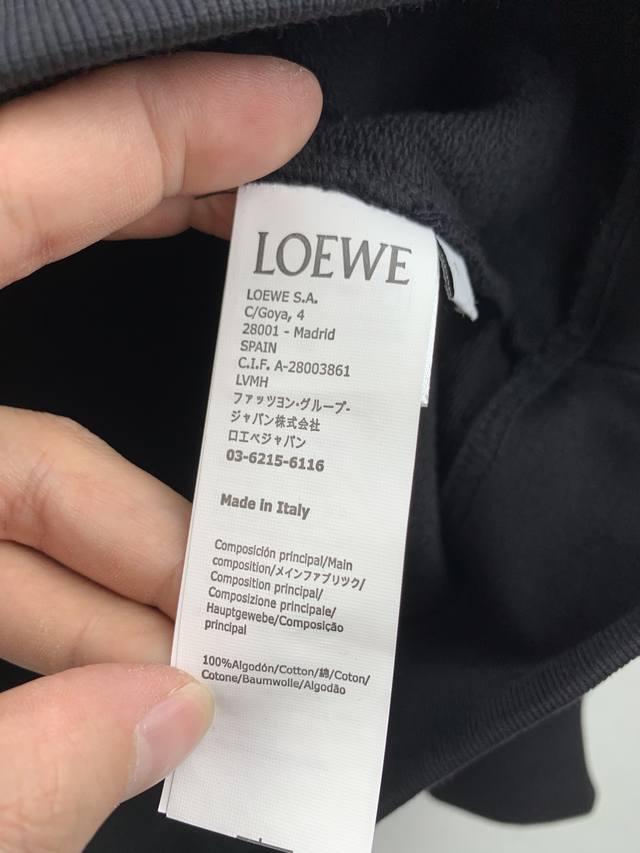 LOEWE
LOEWE S.A.
C/Goya, 4
28001 - Madrid
SPAIN
C.I.F. A-28003861
LVMH
ファッツヨン·グループ-
ジャパン株式会社
ロエベジャパン
03-6215-6116
Made in Italy
Composición principal/Main
composition/メインファブリック/
Composition principal/
Composizione principale/
Hauptgewebe/Composição
principal
100%Algodón/Cotton/綿/Coton/
Cotone/Baumwolle/Algodão